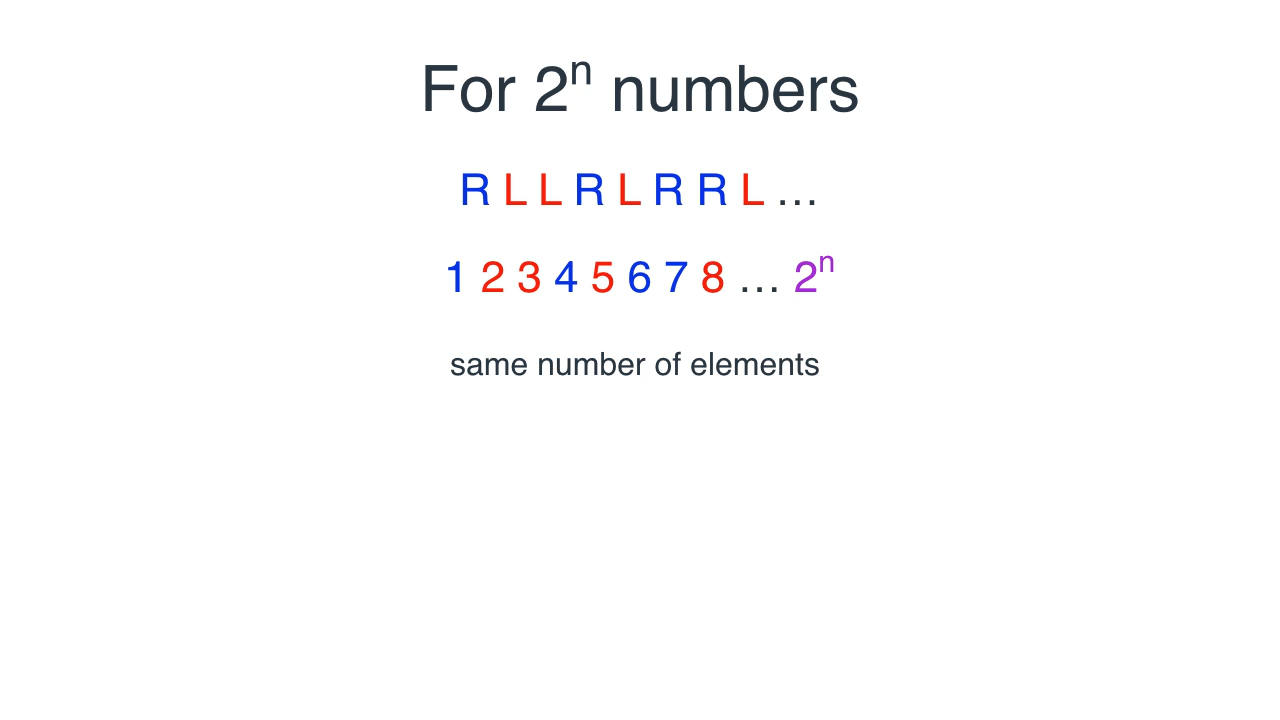 For 2ⁿ numbers
R L L R L R R L …
1 2 3 4 5 6 7 8 … 2ⁿ
same number of elements